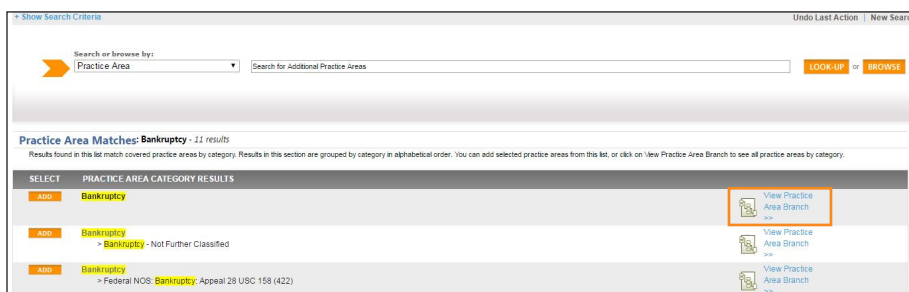 + Show Search Criteria
Undo Last Action | New Sear
Search or browse by:
Practice Area
Search for Additional Practice Areas
LOOK-UP or BROWSE
Practice Area Matches: Bankruptcy - 11 results
Results found in this list match covered practice areas by category. Results in this section are grouped by category in alphabetical order. You can add selected practice areas from this list, or click on View Practice Area Branch to see all practice areas by category.
SELECT PRACTICE AREA CATEGORY RESULTS
ADD Bankruptcy
View Practice
Area Branch
>>
ADD Bankruptcy
> Bankruptcy - Not Further Classified
View Practice
Area Branch
>>
ADD Bankruptcy
> Federal NOS: Bankruptcy: Appeal 28 USC 158 (422)
View Practice
Area Branch
>>